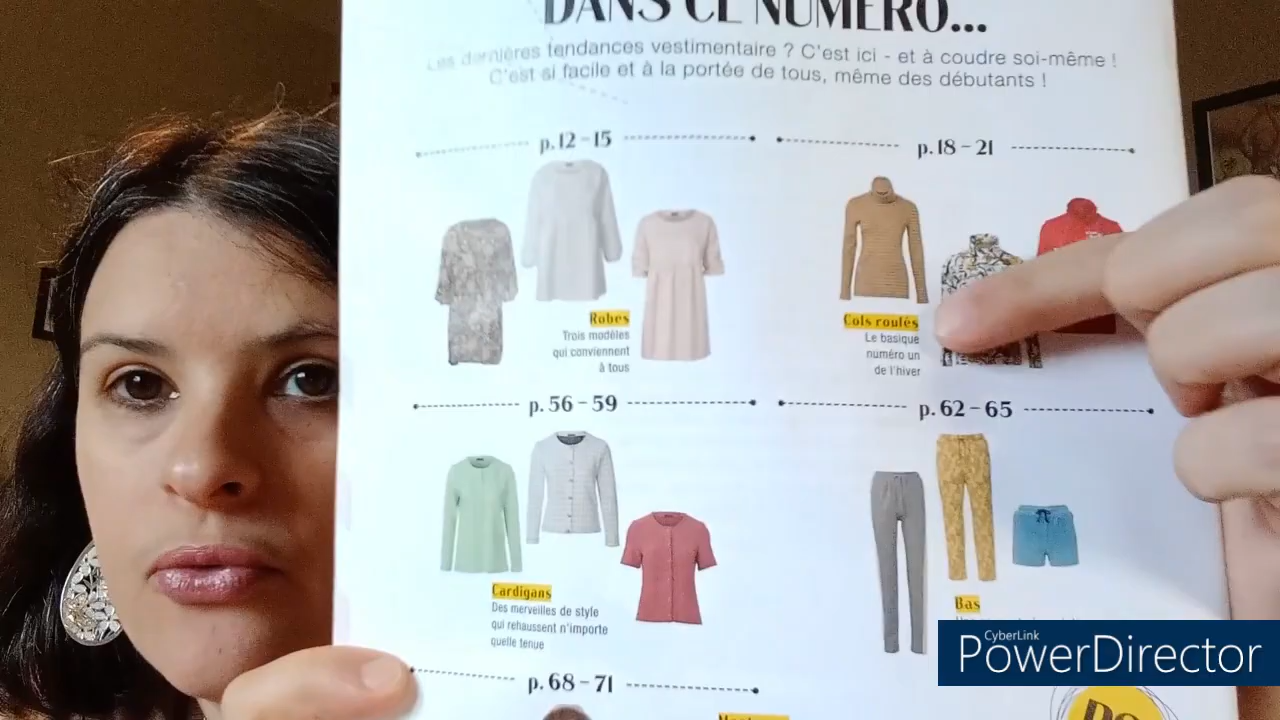 DANS CE NUMÉRO...
Les dernières tendances vestimentaire ? C'est ici - et à coudre soi-même !
C'est si facile et à la portée de tous, même des débutants !
p. 12 – 15
Robes
Trois modèles
qui conviennent
à tous
p. 18 – 21
Cols roulés
Le basique
numéro un
de l'hiver
p. 56 – 59
Cardigans
Des merveilles de style
qui rehaussent n'importe
quelle tenue
p. 62 – 65
Bas
p. 68 – 71
CyberLink
PowerDirector